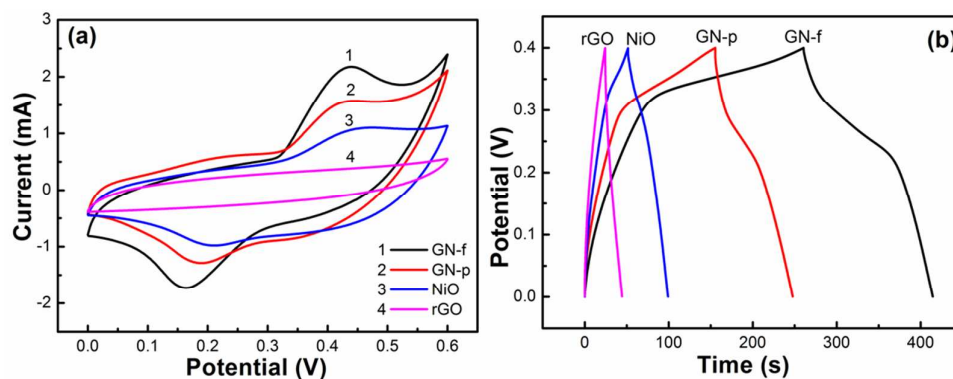 (a)
Current (mA)
3
2
1
0
-1
-2
1
2
3
4
1 GN-f
2 GN-p
3 NiO
4 rGO
0.0 0.1 0.2 0.3 0.4 0.5 0.6
Potential (V)
(b)
Potential (V)
0.4
0.3
0.2
0.1
0.0
rGO NiO GN-p GN-f
0 100 200 300 400
Time (s)